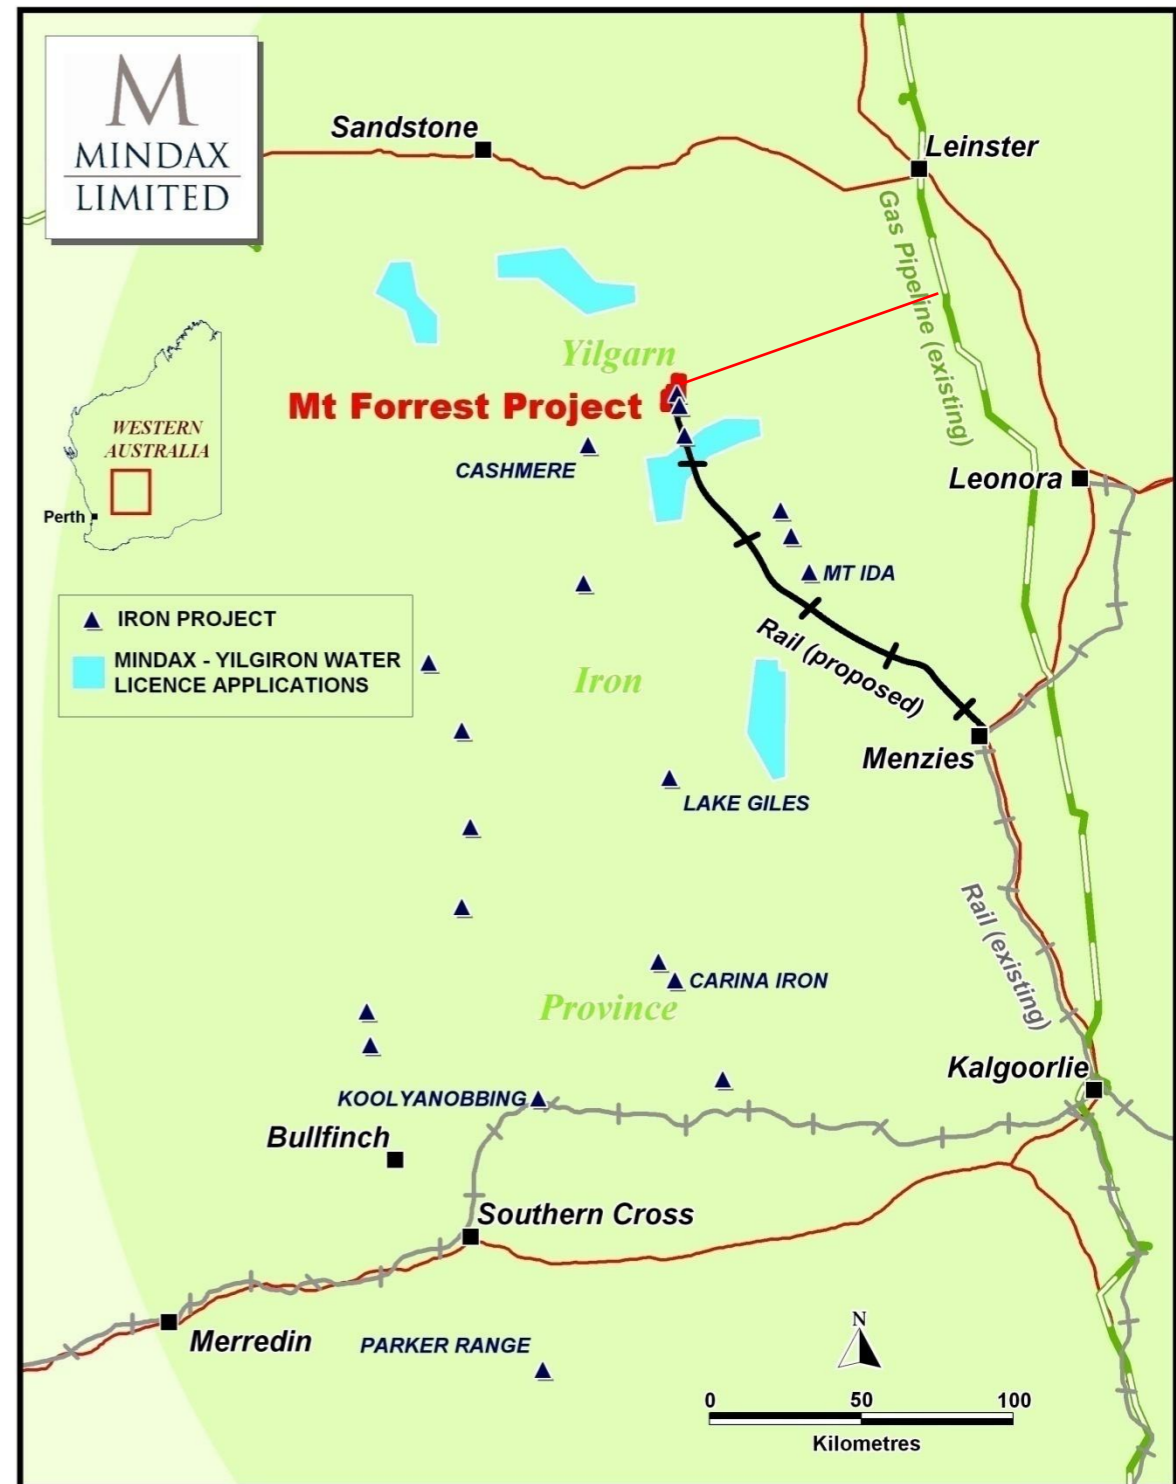 M
MINDAX
LIMITED
Sandstone
Leinster
Gas Pipeline (existing)
Yilgarn
Mt Forrest Project
WESTERN
AUSTRALIA
Perth
CASHMERE
Leonora
MT IDA
IRON PROJECT
MINDAX - YILGIRON WATER
LICENCE APPLICATIONS
Rail (proposed)
Iron
Menzies
LAKE GILES
Rail (existing)
CARINA IRON
Province
Kalgoorlie
KOOLYANOBBING
Bullfinch
Southern Cross
Merredin
PARKER RANGE
N
0 50 100
Kilometres